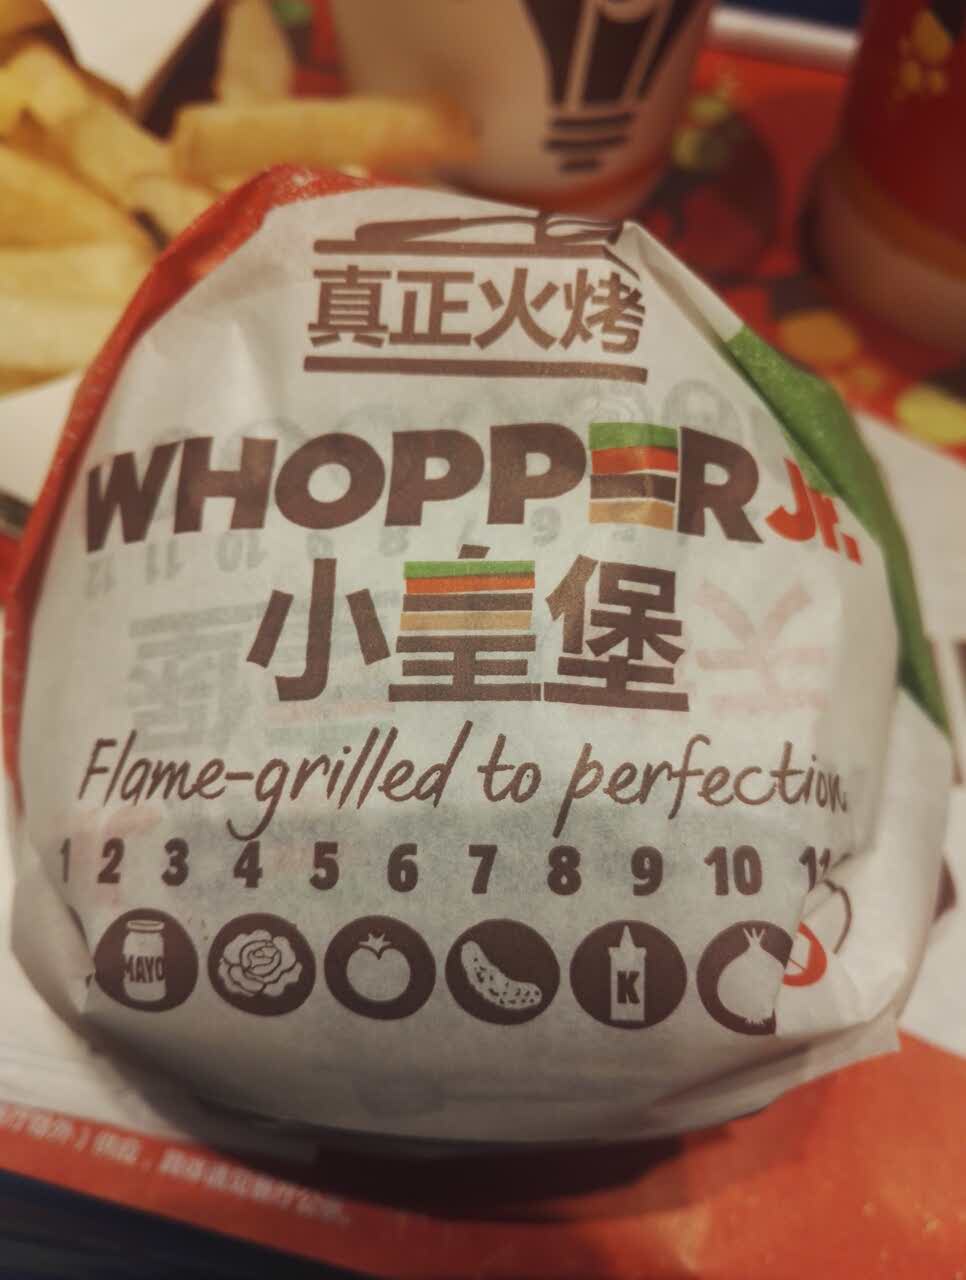 真正火烤
WHOPPER Jr.
小皇堡
Flame-grilled to perfection
1 2 3 4 5 6 7 8 9 10 11
MAYO K